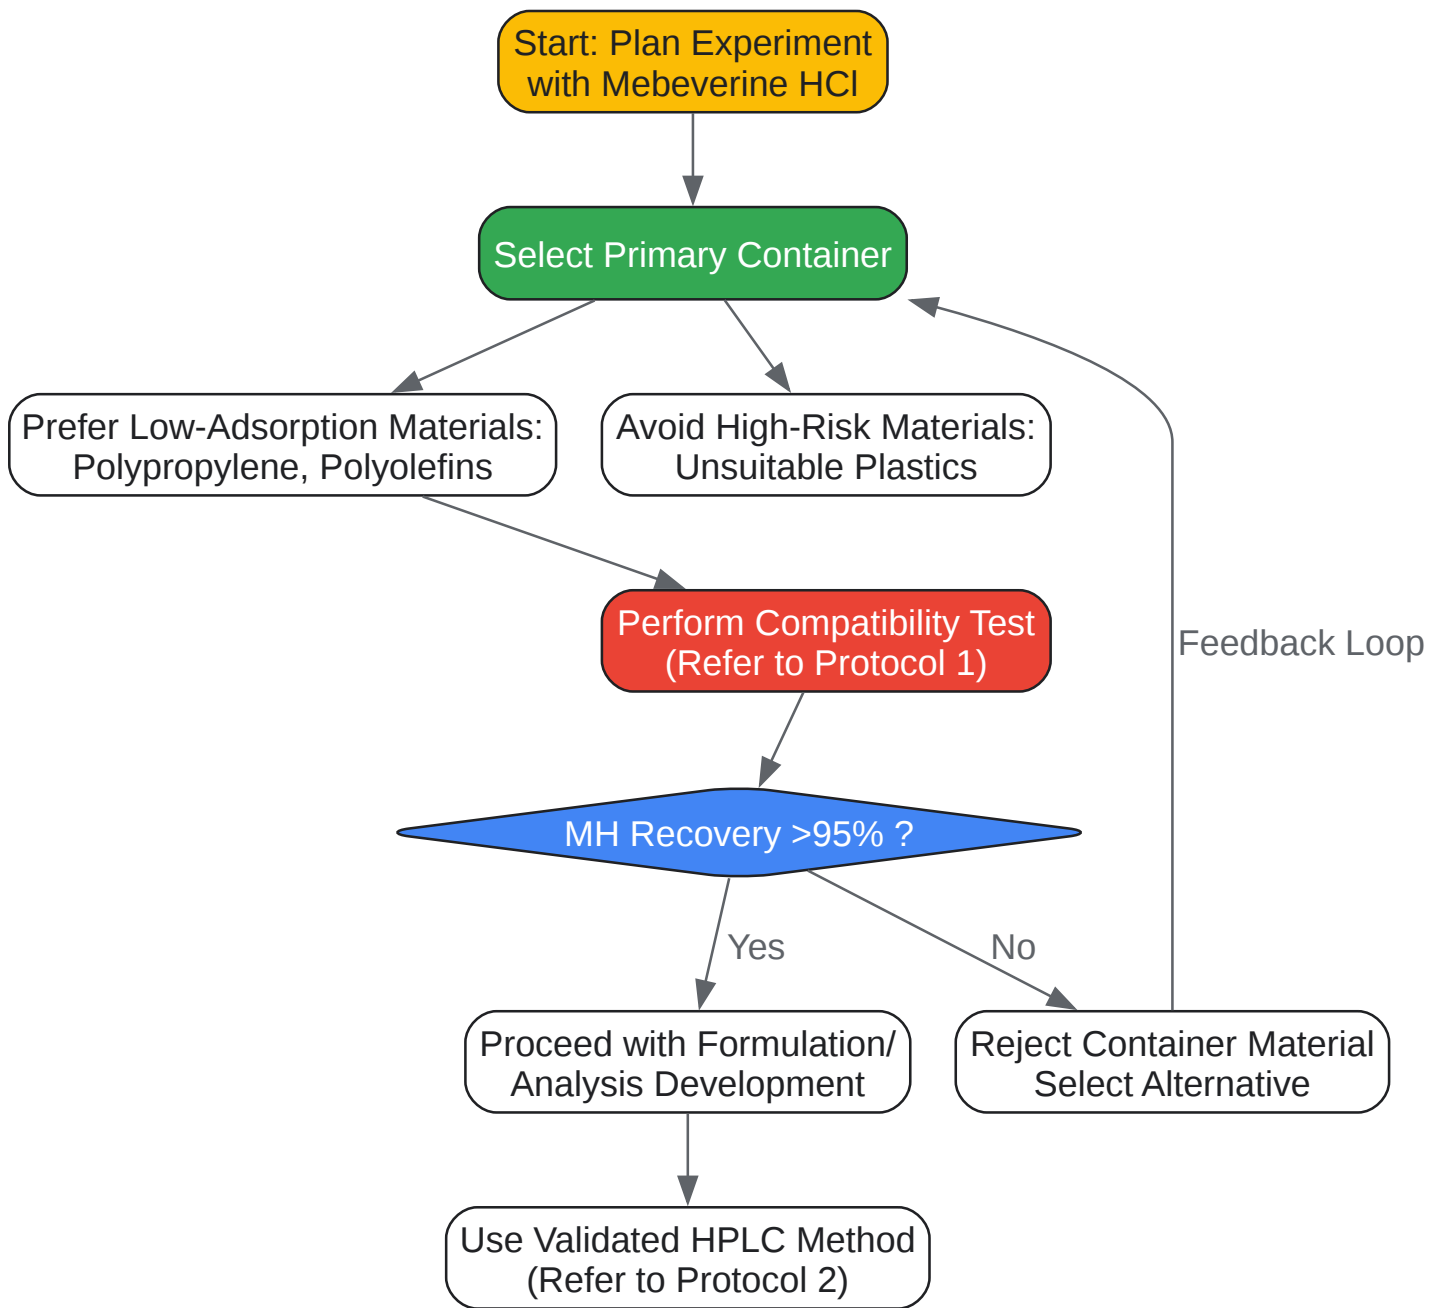 Start: Plan Experiment
with Mebeverine HCl
Select Primary Container
Prefer Low-Adsorption Materials:
Polypropylene, Polyolefins
Avoid High-Risk Materials:
Unsuitable Plastics
Perform Compatibility Test
(Refer to Protocol 1)
Feedback Loop
MH Recovery >95% ?
Yes
No
Proceed with Formulation/
Analysis Development
Reject Container Material
Select Alternative
Use Validated HPLC Method
(Refer to Protocol 2)